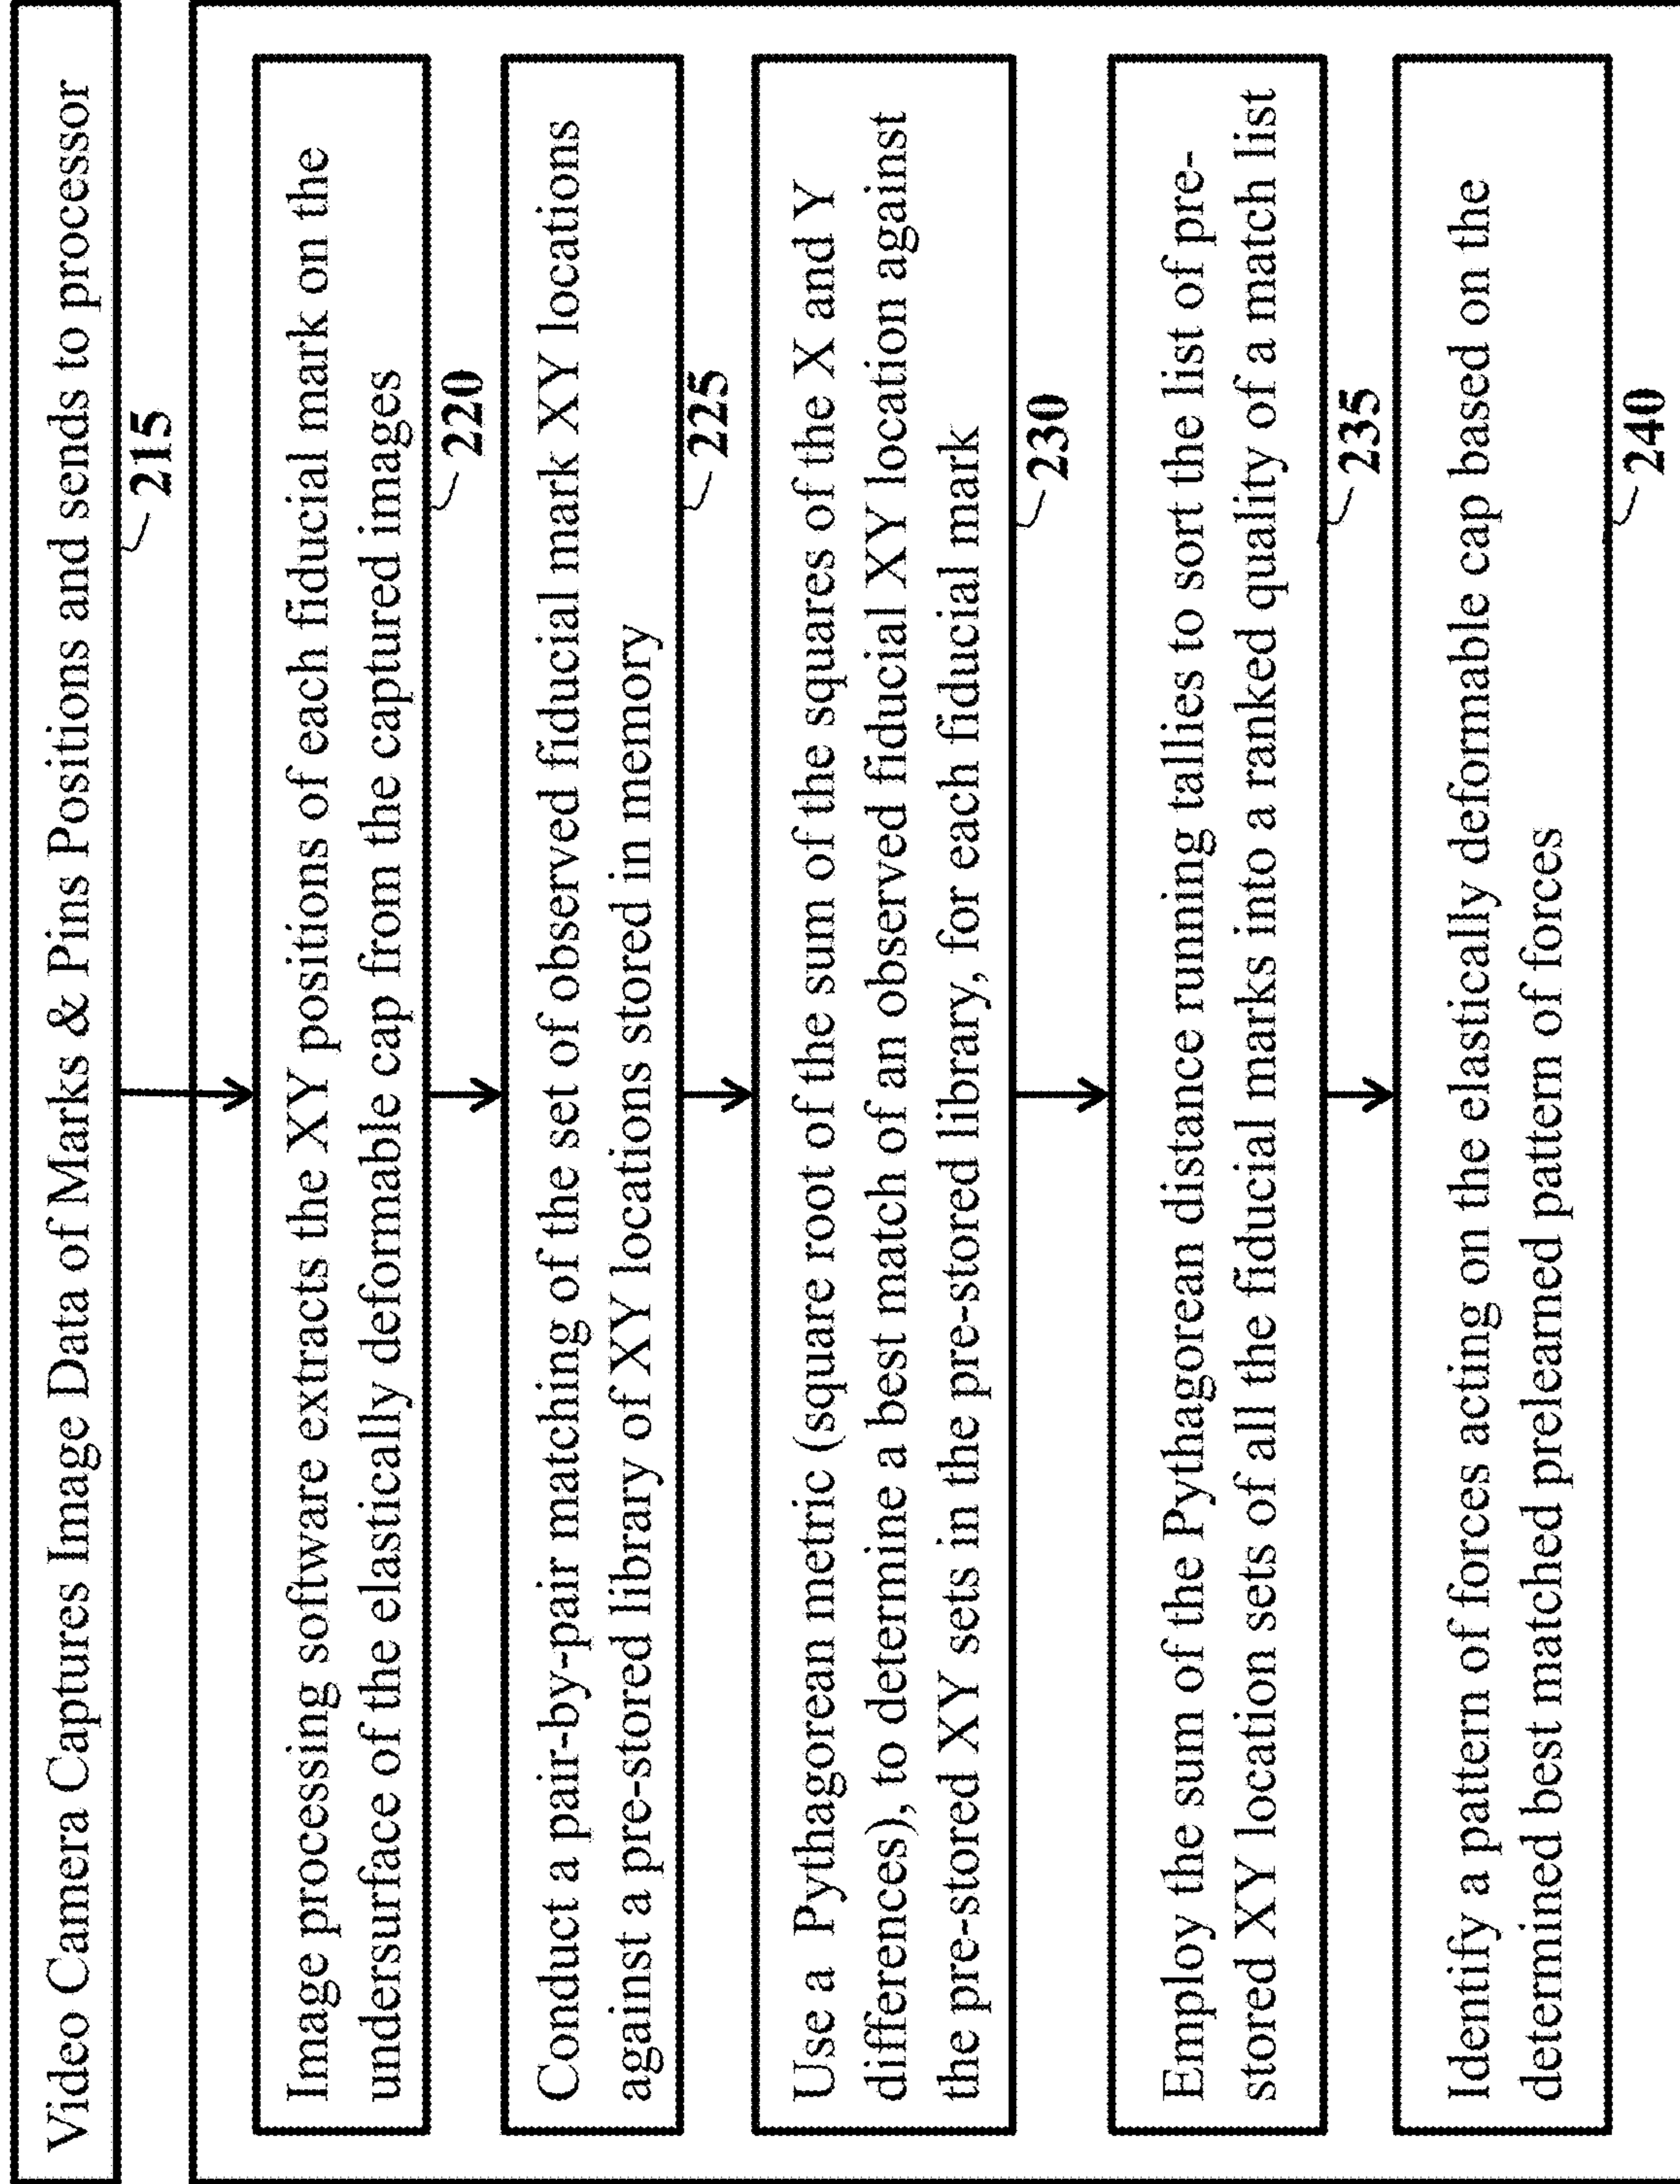 Video Camera Captures Image Data of Marks & Pins Positions and sends to processor
215
Image processing software extracts the XY positions of each fiducial mark on the
undersurface of the elastically deformable cap from the captured images
220
Conduct a pair-by-pair matching of the set of observed fiducial mark XY locations
against a pre-stored library of XY locations stored in memory
225
Use a Pythagorean metric (square root of the sum of the squares of the X and Y
differences), to determine a best match of an observed fiducial XY location against
the pre-stored XY sets in the pre-stored library, for each fiducial mark
230
Employ the sum of the Pythagorean distance running tallies to sort the list of pre-
stored XY location sets of all the fiducial marks into a ranked quality of a match list
235
Identify a pattern of forces acting on the elastically deformable cap based on the
determined best matched prelearned pattern of forces
240